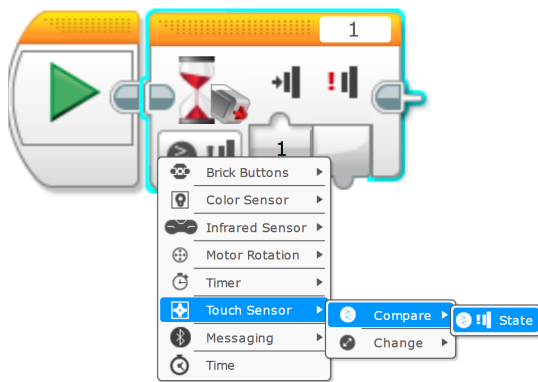 1
1
Brick Buttons
Color Sensor
Infrared Sensor
Motor Rotation
Timer
Touch Sensor
Compare
State
Messaging
Change
Time